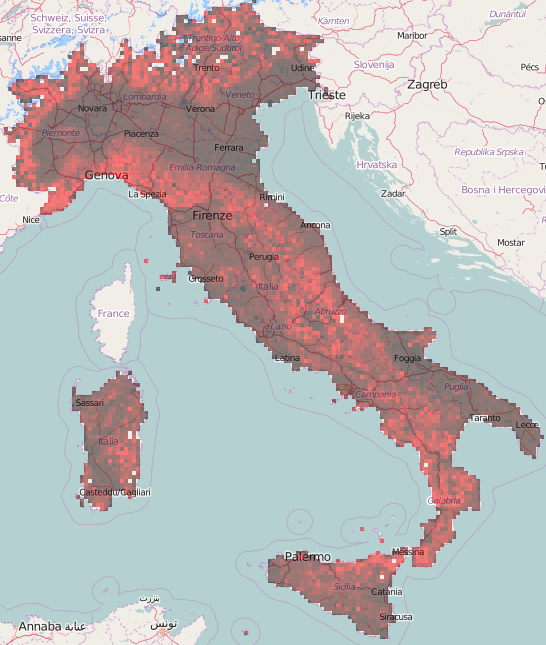 Schweiz, Suisse,
Svizzera, Svizra
Kärnten
Maribor
Dunántúl
Trentino-Alto
Adige/Südtirol
Trento
Udine
Slovenija
Pécs
Trieste
Zagreb
Lombardia
Veneto
Novara
Verona
Rijeka
Piemonte
Piacenza
Ferrara
Hrvatska
Republika Srpska
Genova
Emilia-Romagna
Bosna i Hercegovi
La Spezia
Rimini
Zadar
Côte
Nice
Firenze
Ancona
Split
Toscana
Mostar
Perugia
Grosseto
Italia
France
Abruzzo
Lazio
Latina
Foggia
Campania
Puglia
Sassari
Taranto
Lecce
Italia
Casteddu/Cagliari
Calabria
Palermo
Messina
Sicilia
Catania
Siracusa
بنزرت
Annaba عنابة
تونس